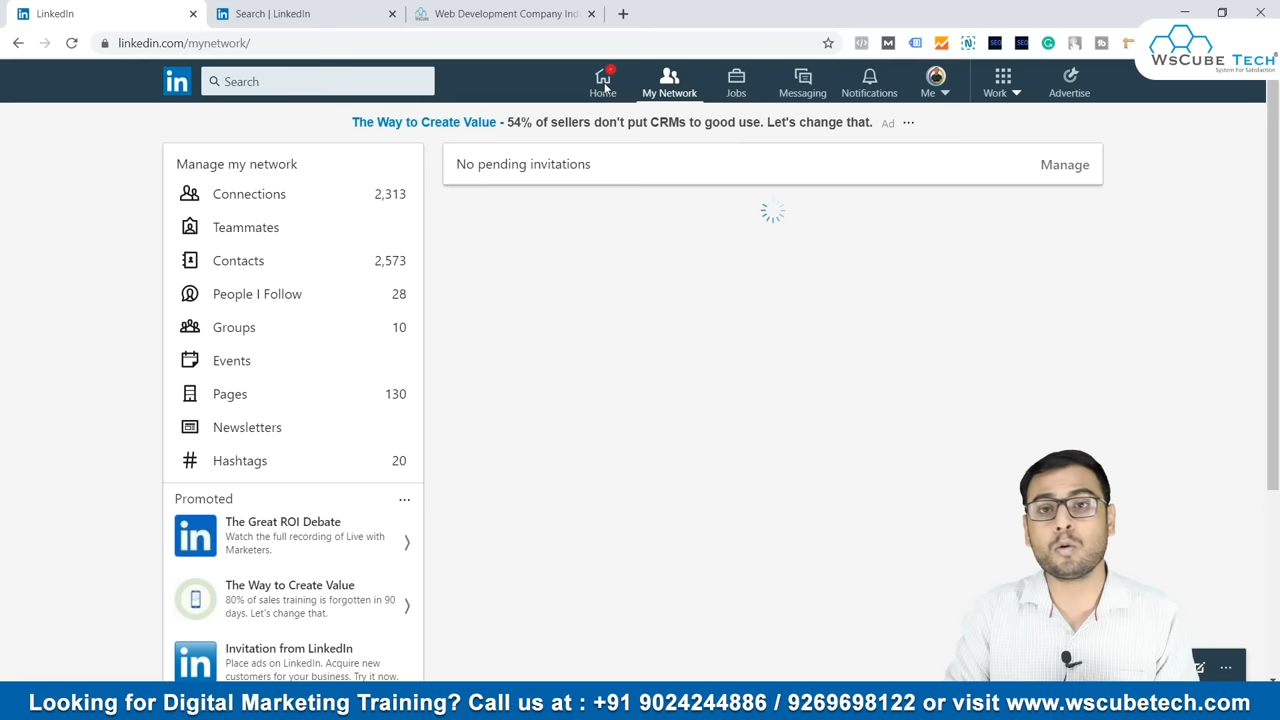 LinkedIn
Search | LinkedIn
Web Development Company Ind
linkedin.com/mynetwork/
WsCUBE TECH
System For Satisfaction
in
Search
Home
My Network
Jobs
Messaging
Notifications
Me
Work
Advertise
The Way to Create Value - 54% of sellers don't put CRMs to good use. Let's change that. Ad
Manage my network
Connections 2,313
Teammates
Contacts 2,573
People I Follow 28
Groups 10
Events
Pages 130
Newsletters
# Hashtags 20
No pending invitations
Manage
Promoted
in
The Great ROI Debate
Watch the full recording of Live with
Marketers.
The Way to Create Value
80% of sales training is forgotten in 90
days. Let's change that.
in
Invitation from LinkedIn
Place ads on LinkedIn. Acquire new
customers for your business. Try it now.
Looking for Digital Marketing Training? Call us at : +91 9024244886 / 9269698122 or visit www.wscubetech.com